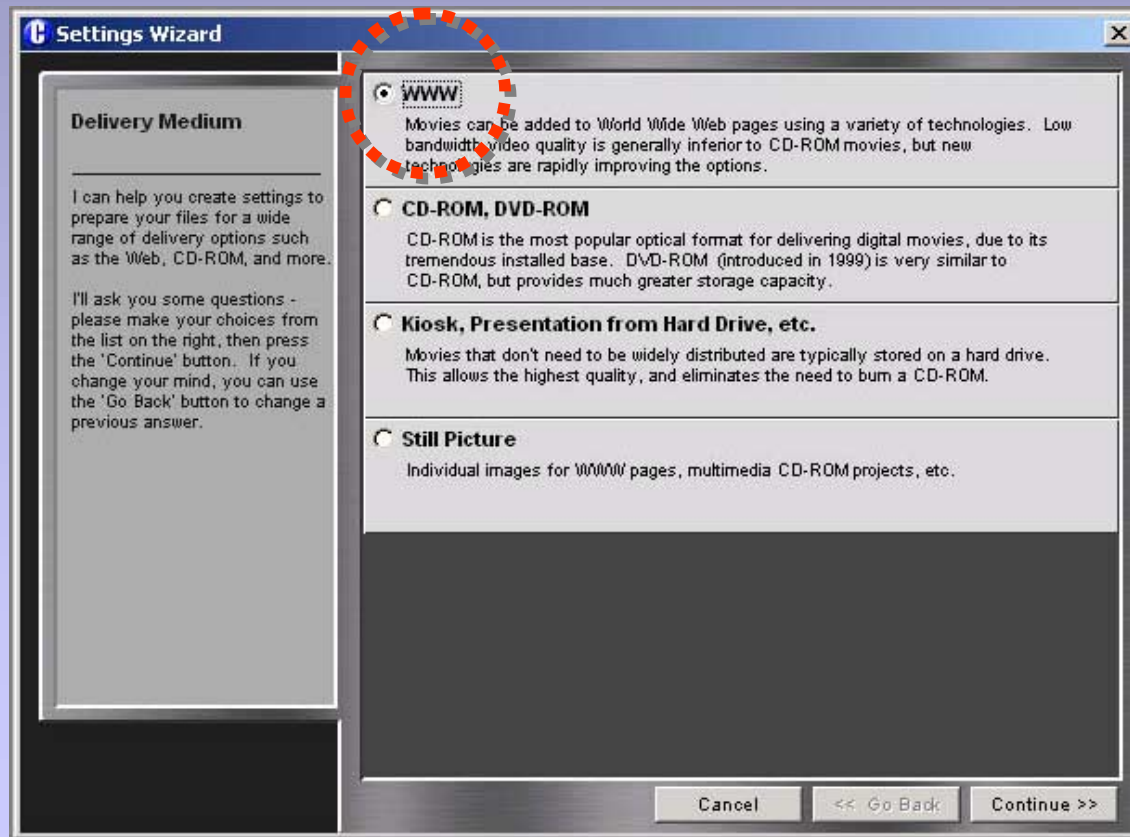 Settings Wizard
Delivery Medium
I can help you create settings to
prepare your files for a wide
range of delivery options such
as the Web, CD-ROM, and more.
I'll ask you some questions -
please make your choices from
the list on the right, then press
the 'Continue' button.  If you
change your mind, you can use
the 'Go Back' button to change a
previous answer.
WWW
Movies can be added to World Wide Web pages using a variety of technologies.  Low
bandwidth video quality is generally inferior to CD-ROM movies, but new
technologies are rapidly improving the options.
CD-ROM, DVD-ROM
CD-ROM is the most popular optical format for delivering digital movies, due to its
tremendous installed base.  DVD-ROM  (introduced in 1999) is very similar to
CD-ROM, but provides much greater storage capacity.
Kiosk, Presentation from Hard Drive, etc.
Movies that don't need to be widely distributed are typically stored on a hard drive.
This allows the highest quality, and eliminates the need to burn a CD-ROM.
Still Picture
Individual images for WWW pages, multimedia CD-ROM projects, etc.
Cancel
<< Go Back
Continue >>